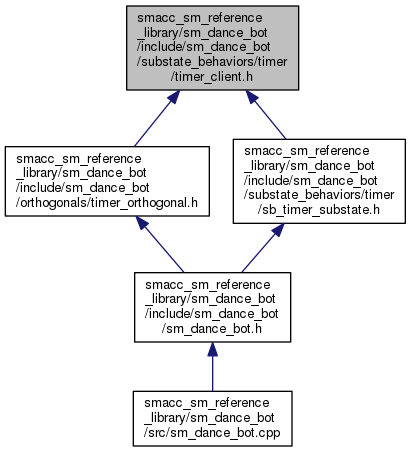 smacc_sm_reference
_library/sm_dance_bot
/include/sm_dance_bot
/substate_behaviors/timer
/timer_client.h
smacc_sm_reference
_library/sm_dance_bot
/include/sm_dance_bot
/orthogonals/timer_orthogonal.h
smacc_sm_reference
_library/sm_dance_bot
/include/sm_dance_bot
/substate_behaviors/timer
/sb_timer_substate.h
smacc_sm_reference
_library/sm_dance_bot
/include/sm_dance_bot
/sm_dance_bot.h
smacc_sm_reference
_library/sm_dance_bot
/src/sm_dance_bot.cpp